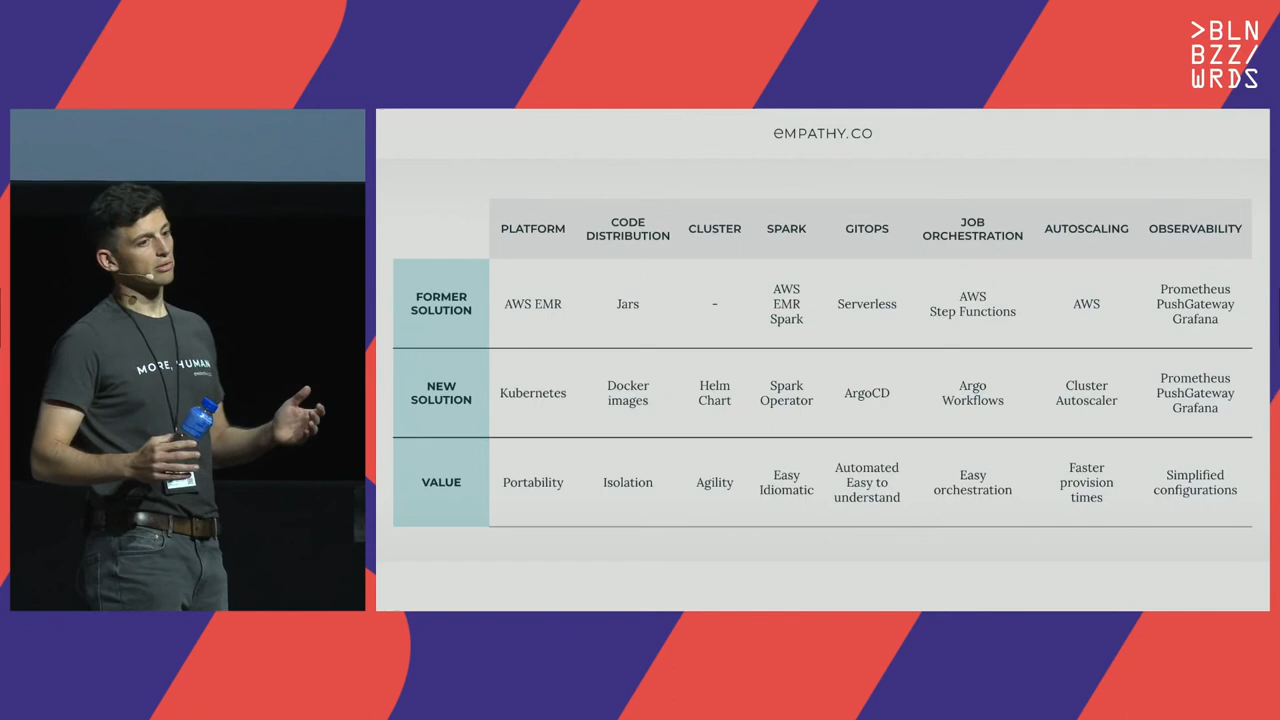 >BLN
BZZ/
WRDS
eMPATHY.CO
PLATFORM
CODE
DISTRIBUTION
CLUSTER
SPARK
GITOPS
JOB
ORCHESTRATION
AUTOSCALING
OBSERVABILITY
FORMER
SOLUTION
AWS EMR
Jars
-
AWS
EMR
Spark
Serverless
AWS
Step Functions
AWS
Prometheus
PushGateway
Grafana
NEW
SOLUTION
Kubernetes
Docker
images
Helm
Chart
Spark
Operator
ArgoCD
Argo
Workflows
Cluster
Autoscaler
Prometheus
PushGateway
Grafana
VALUE
Portability
Isolation
Agility
Easy
Idiomatic
Automated
Easy to
understand
Easy
orchestration
Faster
provision
times
Simplified
configurations
MORE, HUMAN